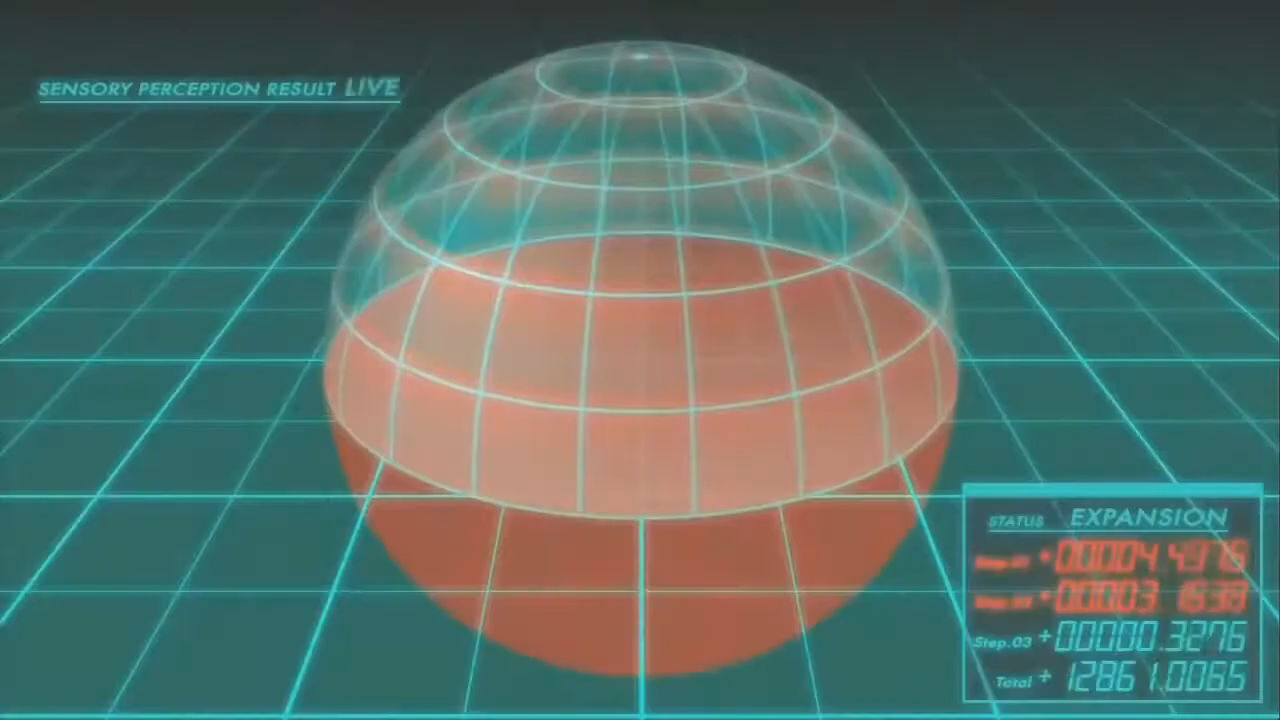 SENSORY PERCEPTION RESULT LIVE
STATUS EXPANSION
Step.03 +00000.3276
Total + 12861.0065